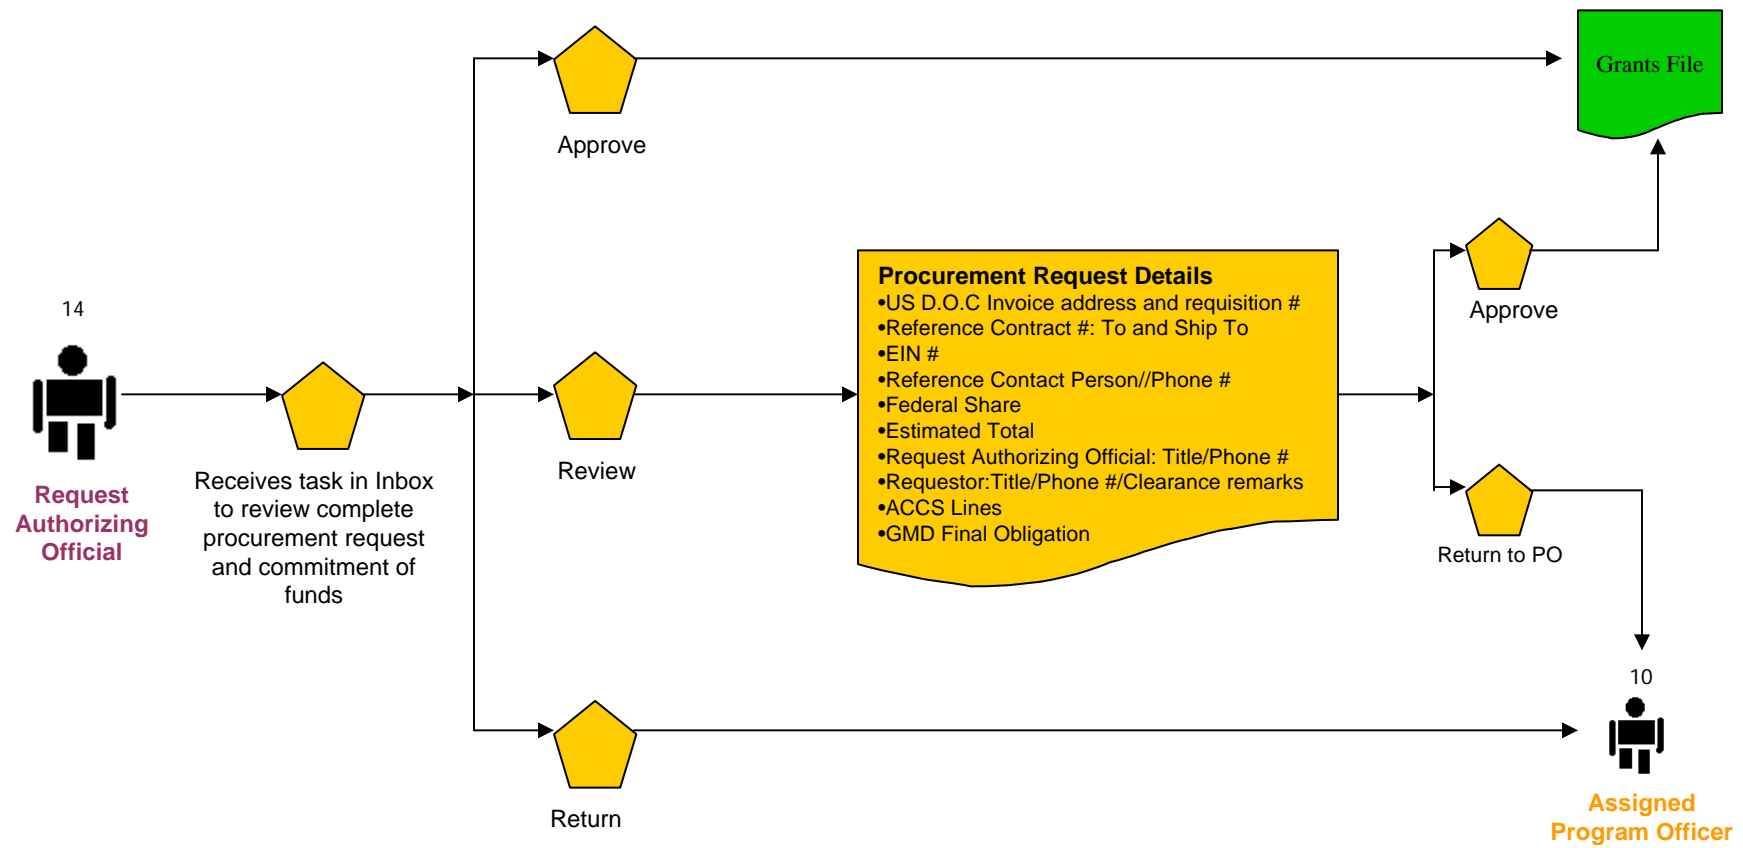 Grants File
Approve
14
Request
Authorizing
Official
Receives task in Inbox
to review complete
procurement request
and commitment of
funds
Review
Procurement Request Details
•US D.O.C Invoice address and requisition #
•Reference Contract #: To and Ship To
•EIN #
•Reference Contact Person//Phone #
•Federal Share
•Estimated Total
•Request Authorizing Official: Title/Phone #
•Requestor:Title/Phone #/Clearance remarks
•ACCS Lines
•GMD Final Obligation
Approve
Return to PO
10
Assigned
Program Officer
Return